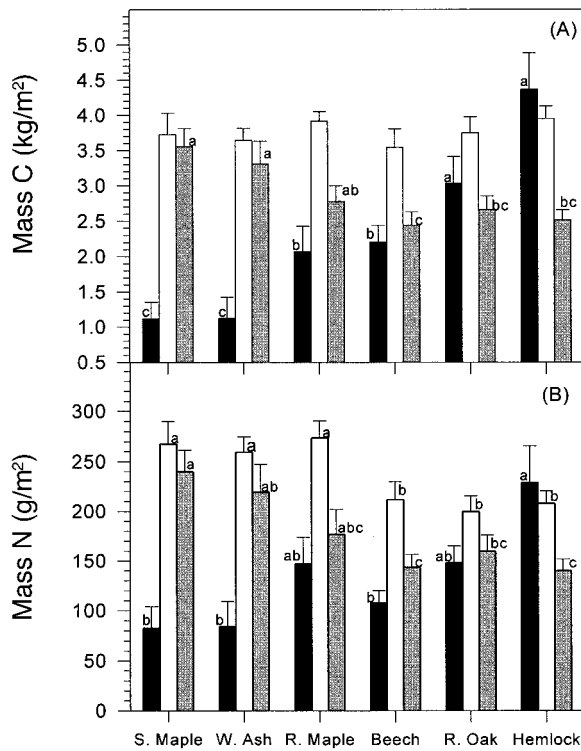 (A)
Mass C (kg/m²)
5.0
4.5
4.0
3.5
3.0
2.5
2.0
1.5
1.0
0.5
c a c a b ab b c a bc a bc
(B)
Mass N (g/m²)
300
250
200
150
100
50
0
b a a b a ab ab a abc b b c ab b bc a b c
S. Maple W. Ash R. Maple Beech R. Oak Hemlock